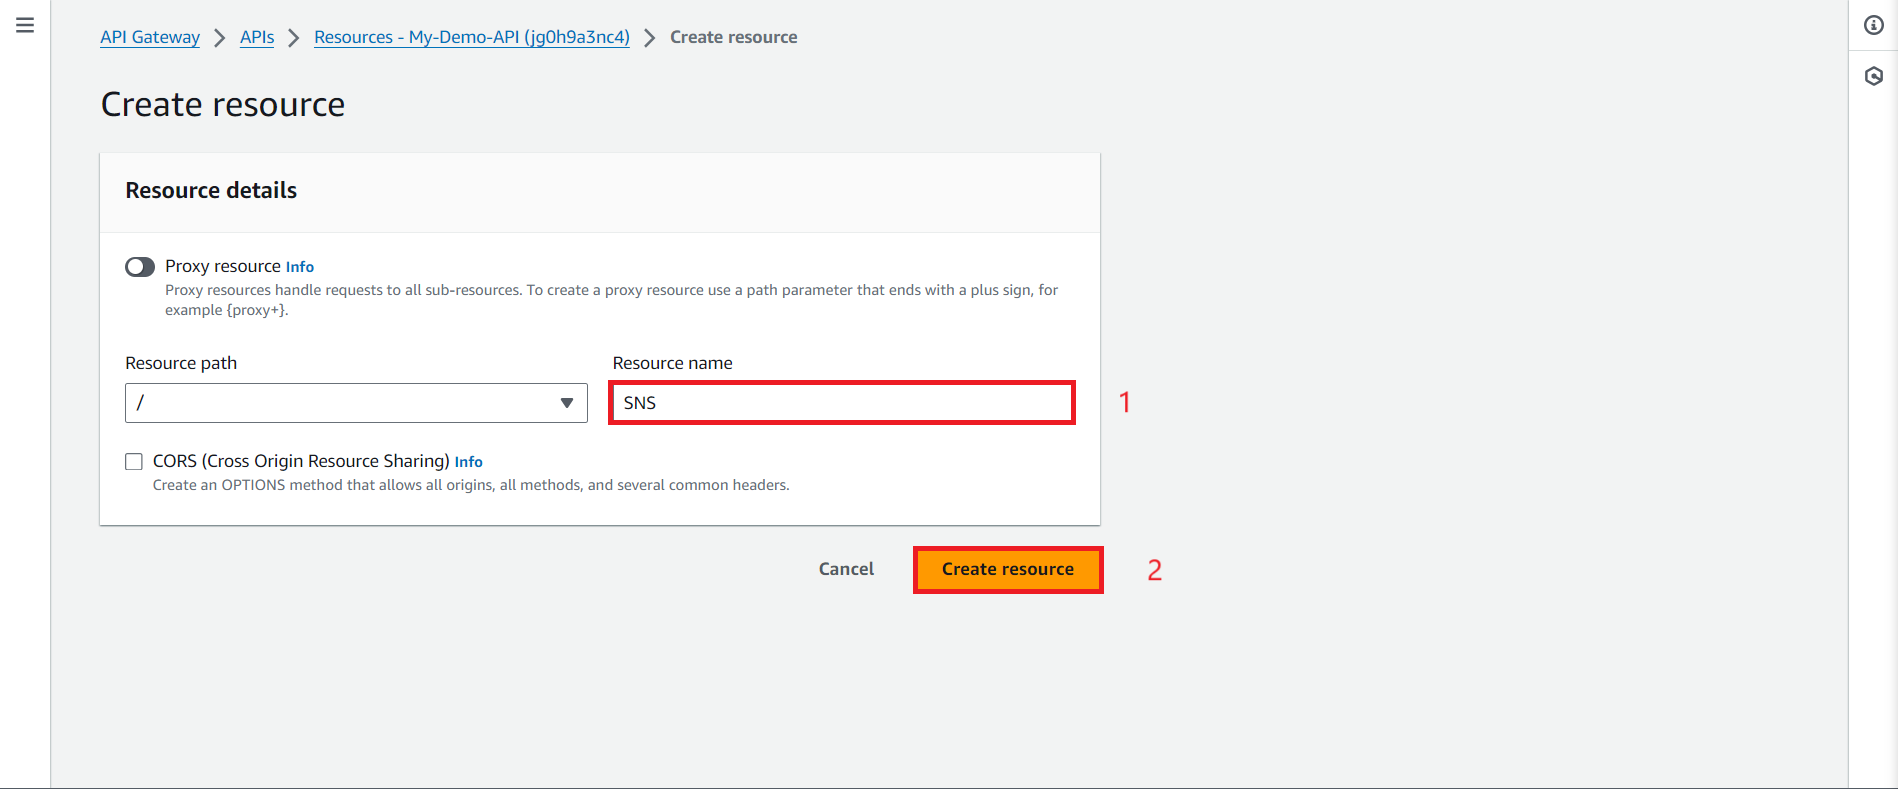 API Gateway > APIs > Resources - My-Demo-API (jg0h9a3nc4) > Create resource
Create resource
Resource details
Proxy resource Info
Proxy resources handle requests to all sub-resources. To create a proxy resource use a path parameter that ends with a plus sign, for
example {proxy+}.
Resource path
Resource name
/
SNS
1
CORS (Cross Origin Resource Sharing) Info
Create an OPTIONS method that allows all origins, all methods, and several common headers.
Cancel
Create resource
2